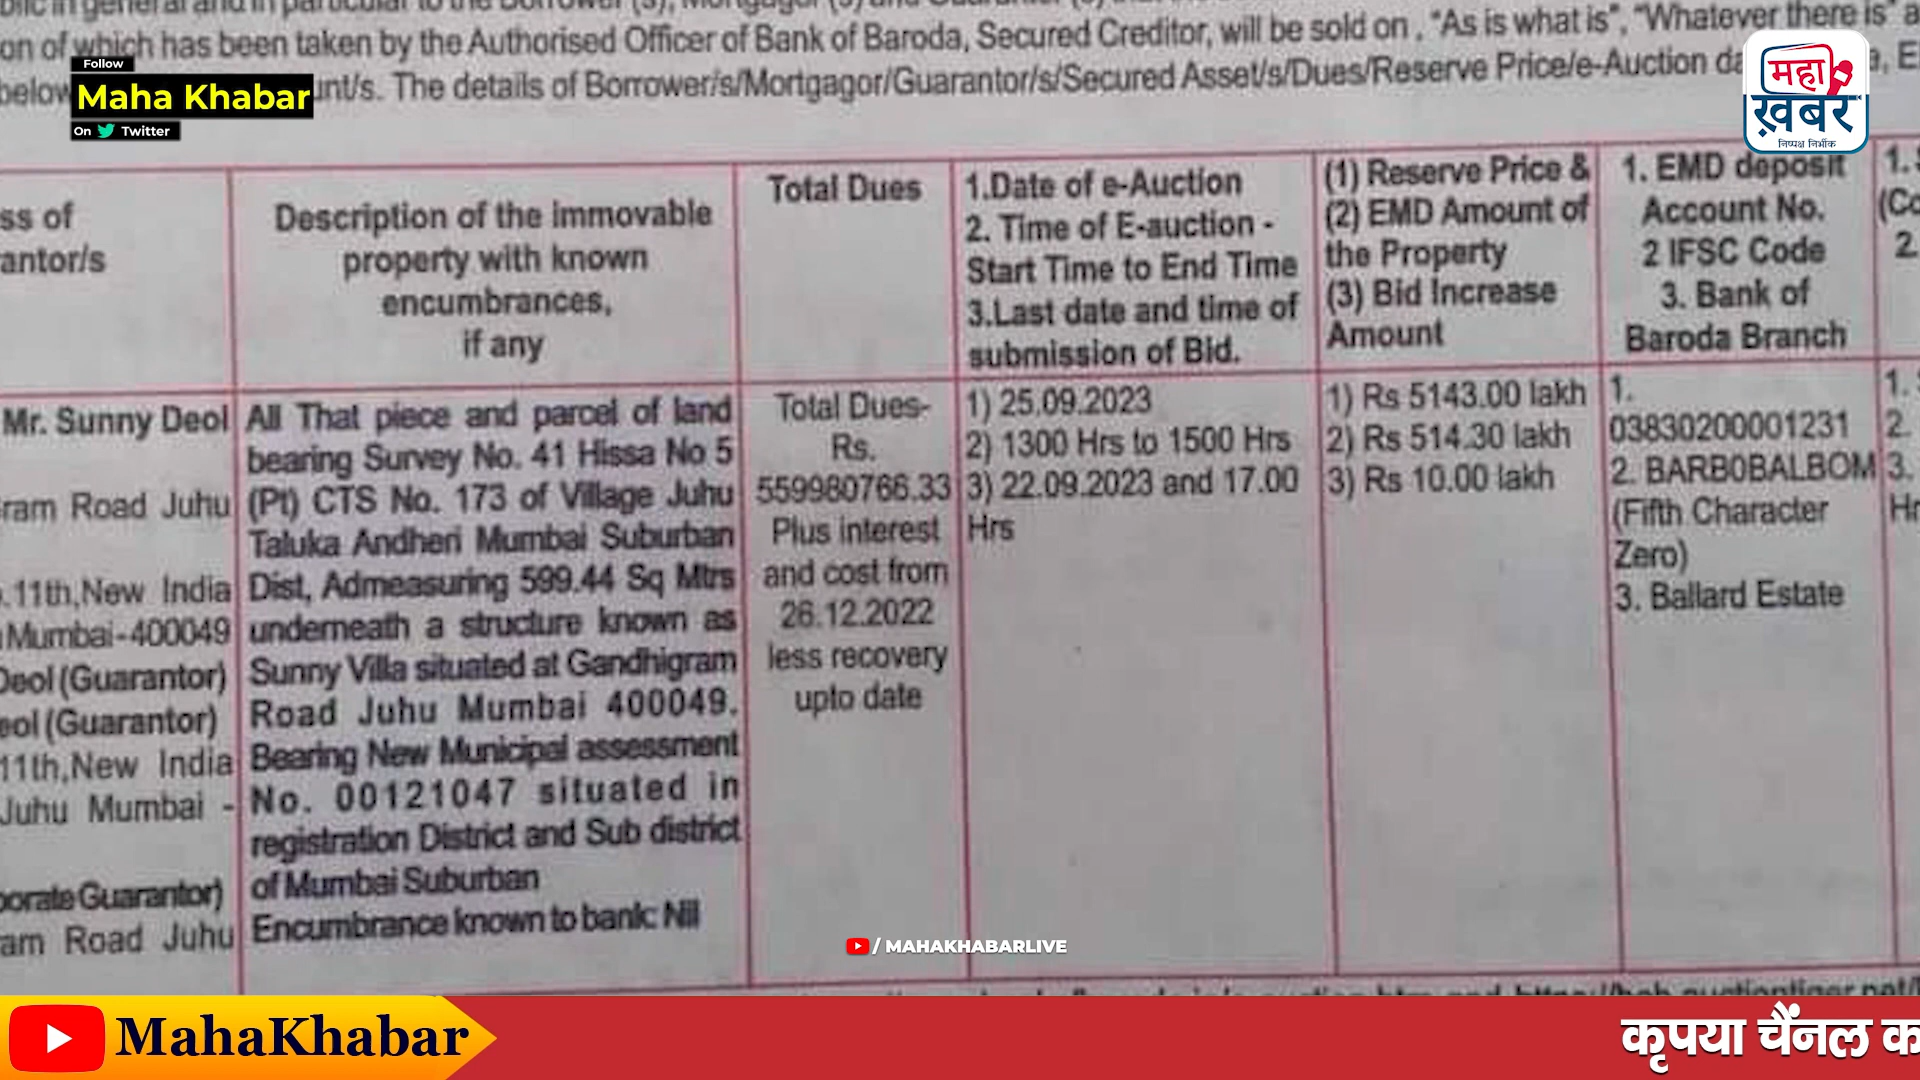 on of which has been taken by the Authorised Officer of Bank of Baroda, Secured Creditor, will be sold on , “As is what is”, “Whatever there is”
below
unt/s. The details of Borrower/s/Mortgagor/Guarantor/s/Secured Asset/s/Dues/Reserve Price/e-Auction da
Follow
Maha Khabar
On Twitter
महा
ख़बर
निष्पक्ष निर्भीक
ss of
antor/s
Description of the immovable
property with known
encumbrances,
if any
Total Dues
1.Date of e-Auction
2. Time of E-auction -
Start Time to End Time
3.Last date and time of
submission of Bid.
(1) Reserve Price &
(2) EMD Amount of
the Property
(3) Bid Increase
Amount
1. EMD deposit
Account No.
2 IFSC Code
3. Bank of
Baroda Branch
1.
(Co
2.
Mr. Sunny Deol
ram Road Juhu
.11th,New India
Mumbai-400049
Deol (Guarantor)
eol (Guarantor)
11th,New India
Juhu Mumbai -
porate Guarantor)
am Road Juhu
All That piece and parcel of land
bearing Survey No. 41 Hissa No 5
(Pt) CTS No. 173 of Village Juhu
Taluka Andheri Mumbai Suburban
Dist, Admeasuring 599.44 Sq Mtrs
underneath a structure known as
Sunny Villa situated at Gandhigram
Road Juhu Mumbai 400049.
Bearing New Municipal assessment
No. 00121047 situated in
registration District and Sub district
of Mumbai Suburban
Encumbrance known to bank: Nil
Total Dues-
Rs.
559980766.33
Plus interest
and cost from
26.12.2022
less recovery
upto date
1) 25.09.2023
2) 1300 Hrs to 1500 Hrs
3) 22.09.2023 and 17.00
Hrs
1) Rs 5143.00 lakh
2) Rs 514.30 lakh
3) Rs 10.00 lakh
1.
03830200001231
2. BARB0BALBOM
(Fifth Character
Zero)
3. Ballard Estate
1.
2.
3.
Hr
/ MAHAKHABARLIVE
MahaKhabar
कृपया चैंनल क